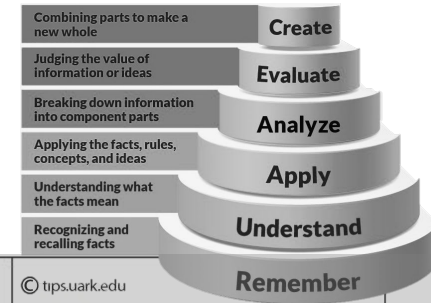 Combining parts to make a
new whole
Create
Judging the value of
information or ideas
Evaluate
Breaking down information
into component parts
Analyze
Applying the facts, rules,
concepts, and ideas
Apply
Understanding what
the facts mean
Understand
Recognizing and
recalling facts
Remember
© tips.uark.edu